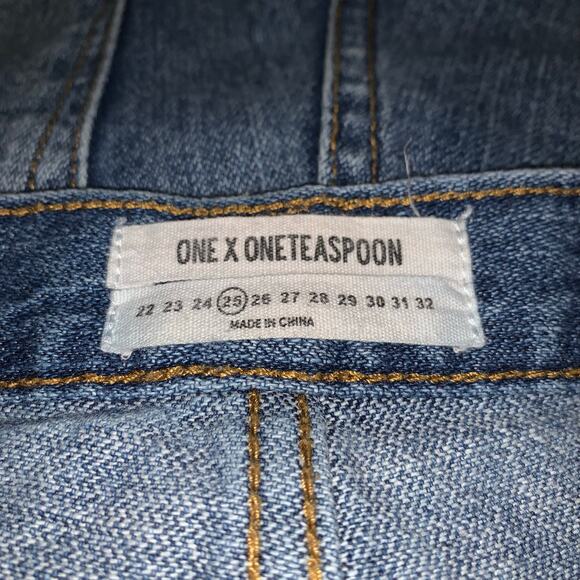 ONE X ONETEASPOON
22 23 24 25 26 27 28 29 30 31 32
MADE IN CHINA